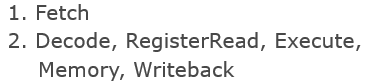 1. Fetch
2. Decode, RegisterRead, Execute,
Memory, Writeback